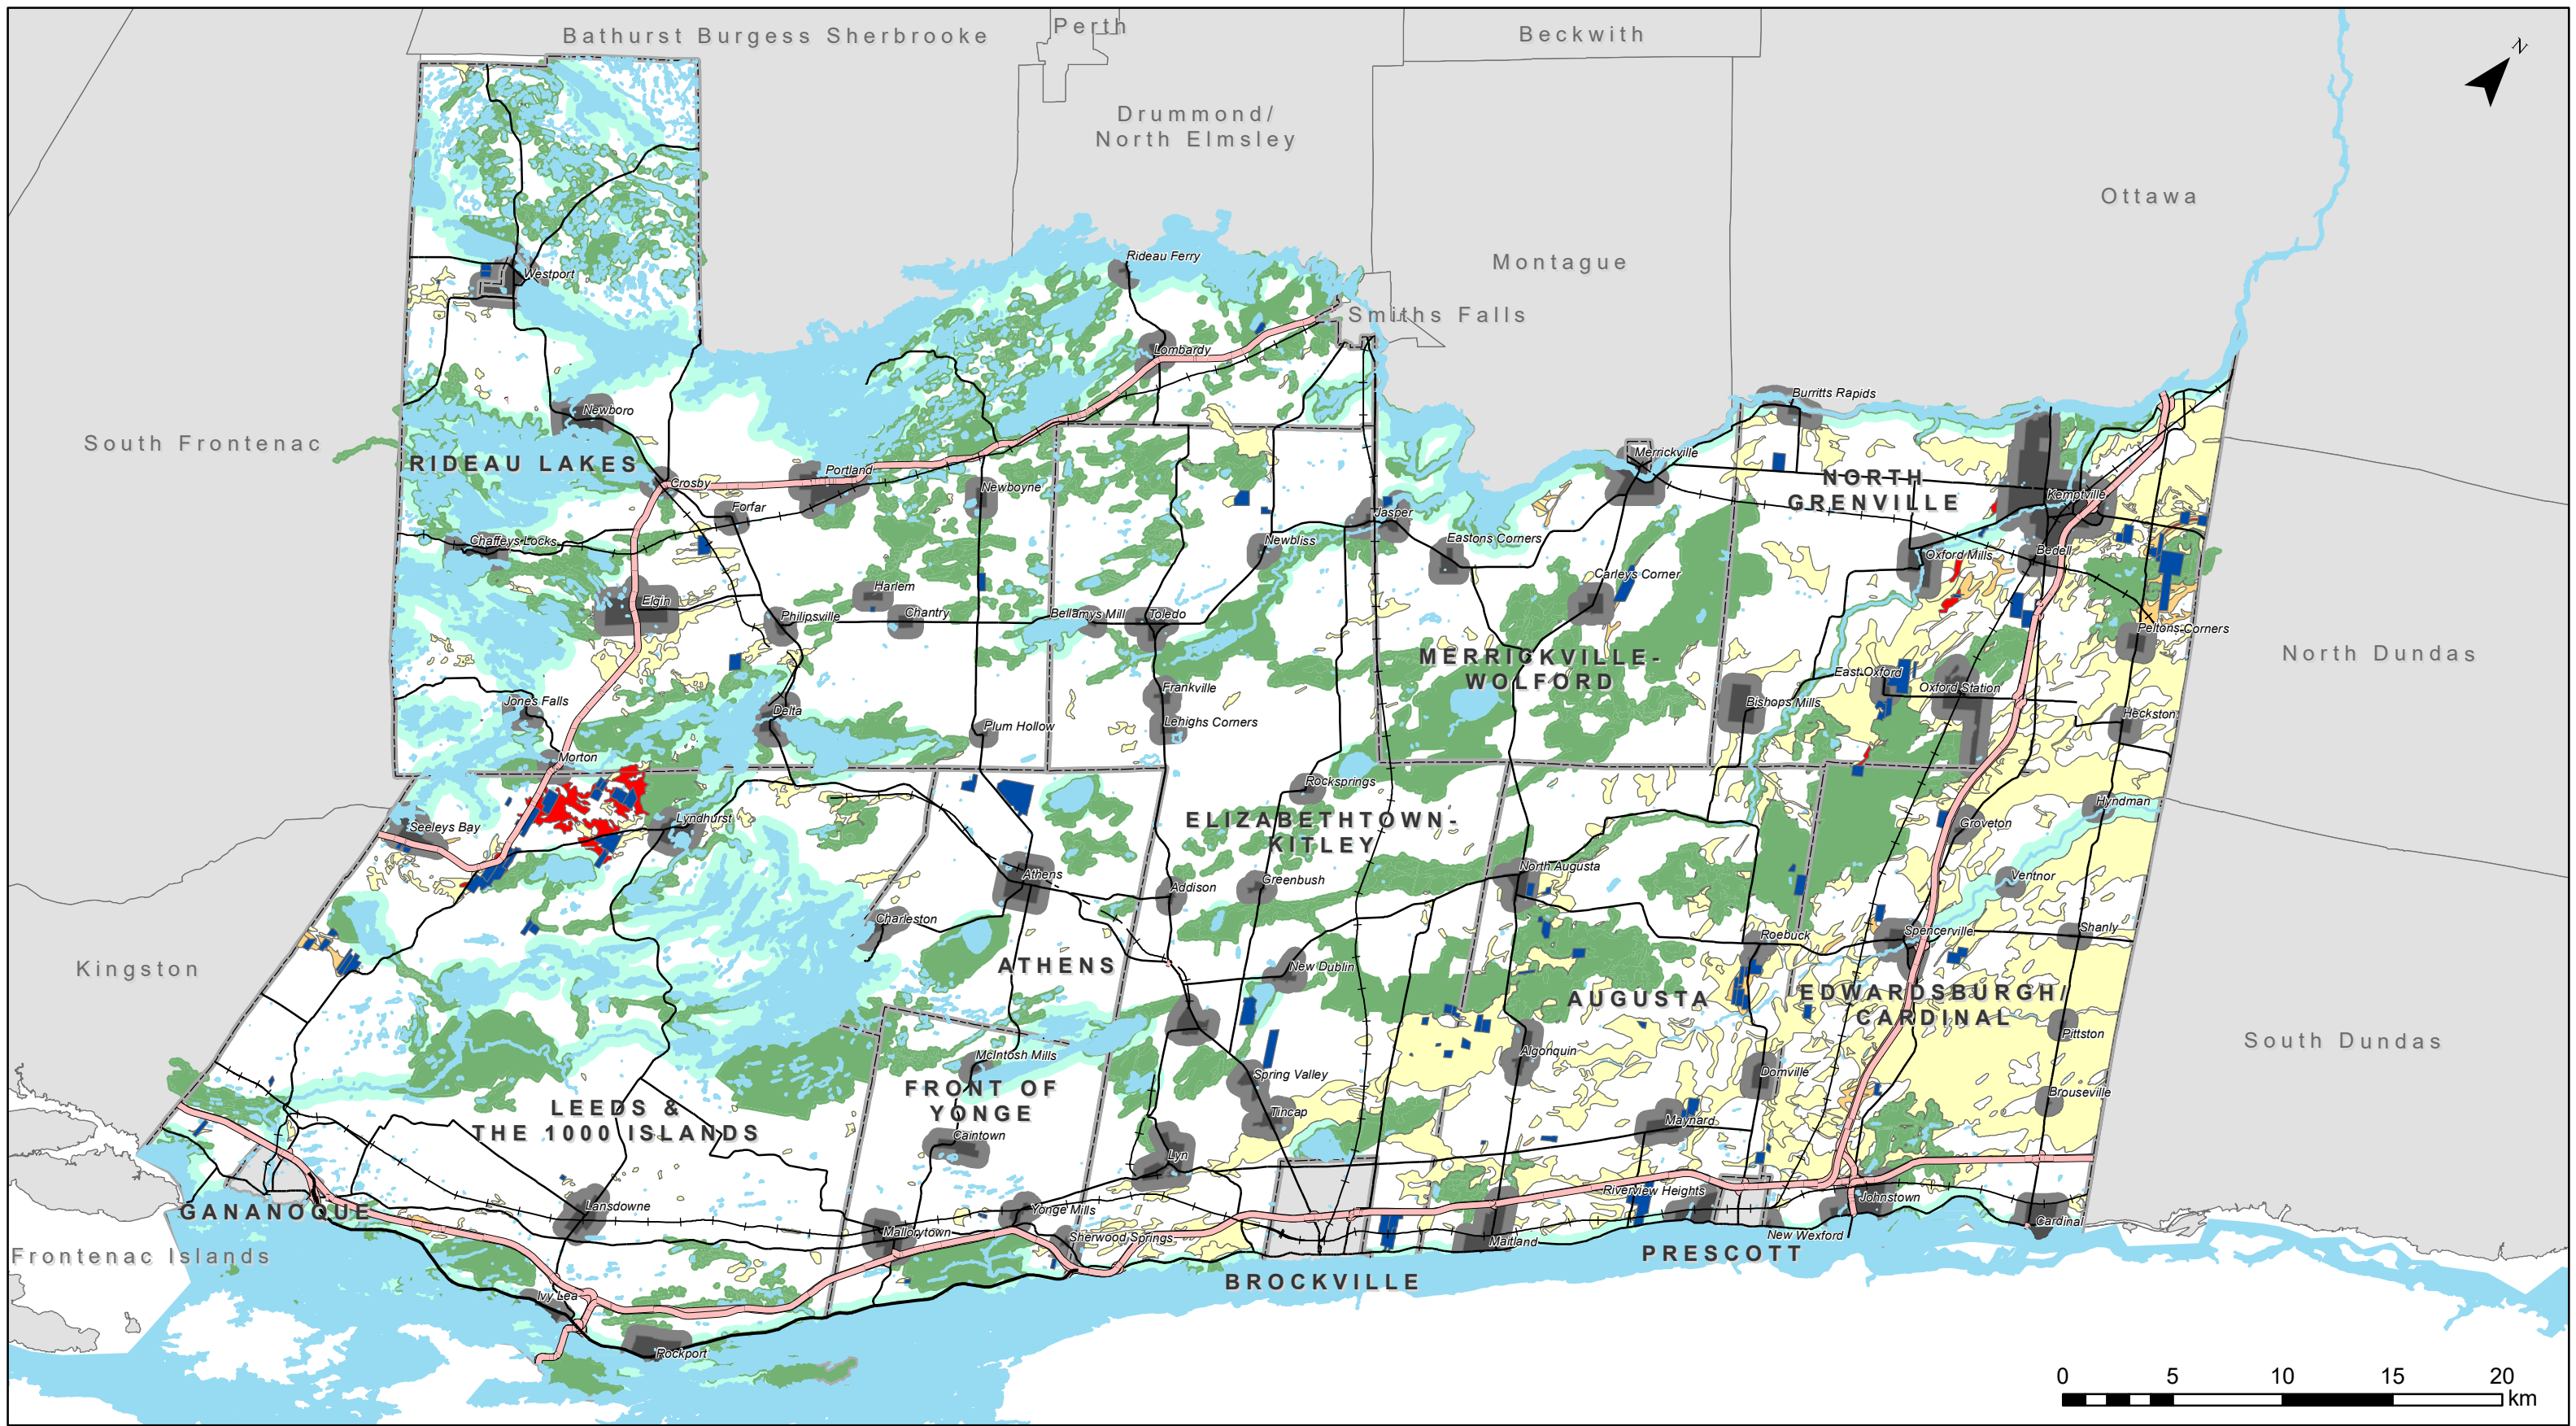 Perth
Bathurst Burgess Sherbrooke
Beckwith
N
Drummond/
North Elmsley
Ottawa
Rideau Ferry
Montague
Westport
Smiths Falls
Lombardy
Burritts Rapids
Newboro
South Frontenac
Merrickville
RIDEAU LAKES
Portland
Crosby
NORTH
GRENVILLE
Newboyne
Kemptville
Forfar
Jasper
Chaffeys Locks
Newbliss
Eastons Corners
Oxford Mills
Bedell
Carleys Corner
Harlem
Elgin
Philipsville
Chantry
Bellamys Mill
Toledo
Peltons Corners
MERRICKVILLE-
WOLFORD
North Dundas
East Oxford
Oxford Station
Frankville
Jones Falls
Bishops Mills
Delta
Lehighs Corners
Plum Hollow
Heckston
Morton
Rocksprings
Hyndman
Lyndhurst
Seeleys Bay
ELIZABETHTOWN-
KITLEY
Groveton
North Augusta
Athens
Greenbush
Addison
Ventnor
Charleston
Shanly
Spencerville
Roebuck
Kingston
ATHENS
New Dublin
AUGUSTA
EDWARDSBURGH/
CARDINAL
Pittston
South Dundas
McIntosh Mills
Algonquin
Spring Valley
Domville
FRONT OF
YONGE
Brouseville
LEEDS &
THE 1000 ISLANDS
Tincap
Maynard
Caintown
Lyn
Riverview Heights
Johnstown
Lansdowne
GANANOQUE
Yonge Mills
Cardinal
Mallorytown
Sherwood Springs
New Wexford
Maitland
Frontenac Islands
PRESCOTT
BROCKVILLE
Ivy Lea
Rockport
0 5 10 15 20
km